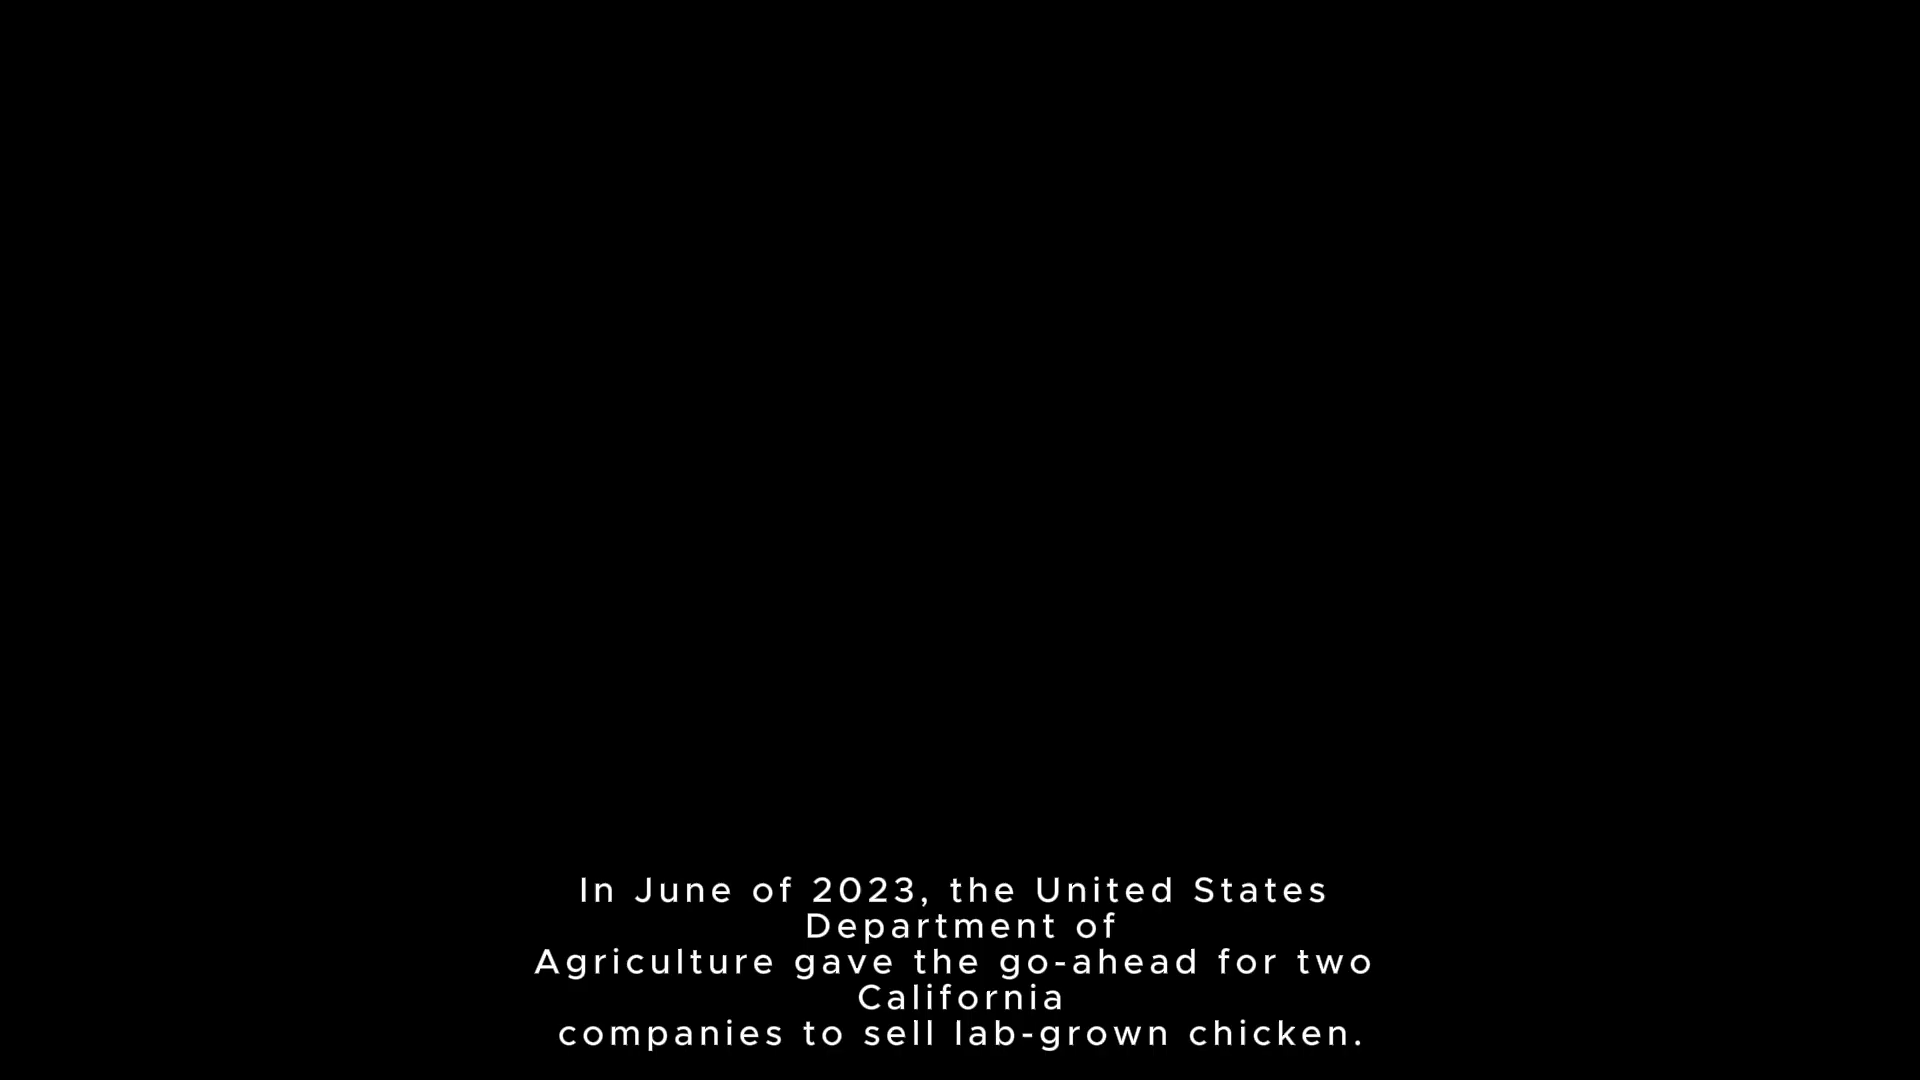 In June of 2023, the United States
Department of
Agriculture gave the go-ahead for two
California
companies to sell lab-grown chicken.